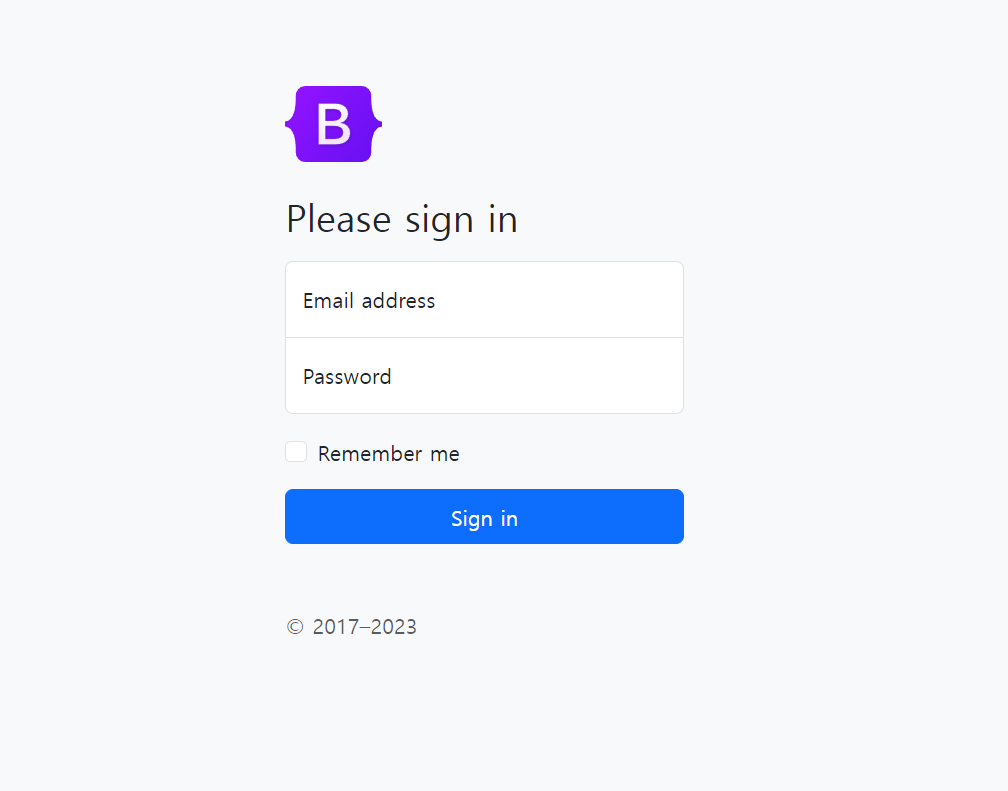 B
Please sign in
Email address
Password
Remember me
Sign in
© 2017–2023